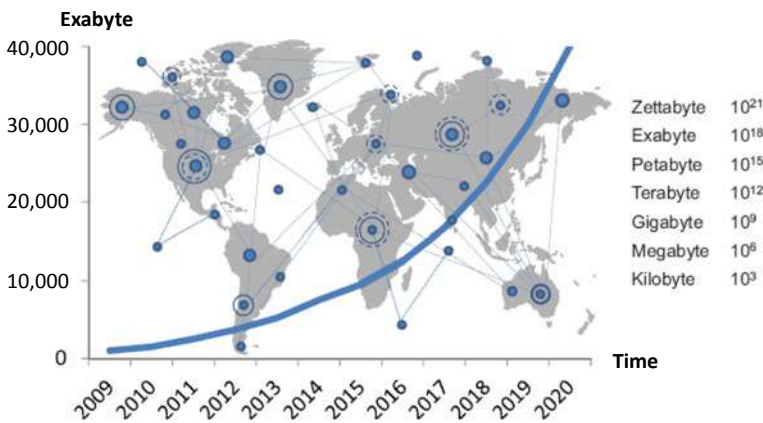 Exabyte
40,000
30,000
20,000
10,000
0
2009 2010 2011 2012 2013 2014 2015 2016 2017 2018 2019 2020
Time
Zettabyte 10²¹
Exabyte 10¹⁸
Petabyte 10¹⁵
Terabyte 10¹²
Gigabyte 10⁹
Megabyte 10⁶
Kilobyte 10³